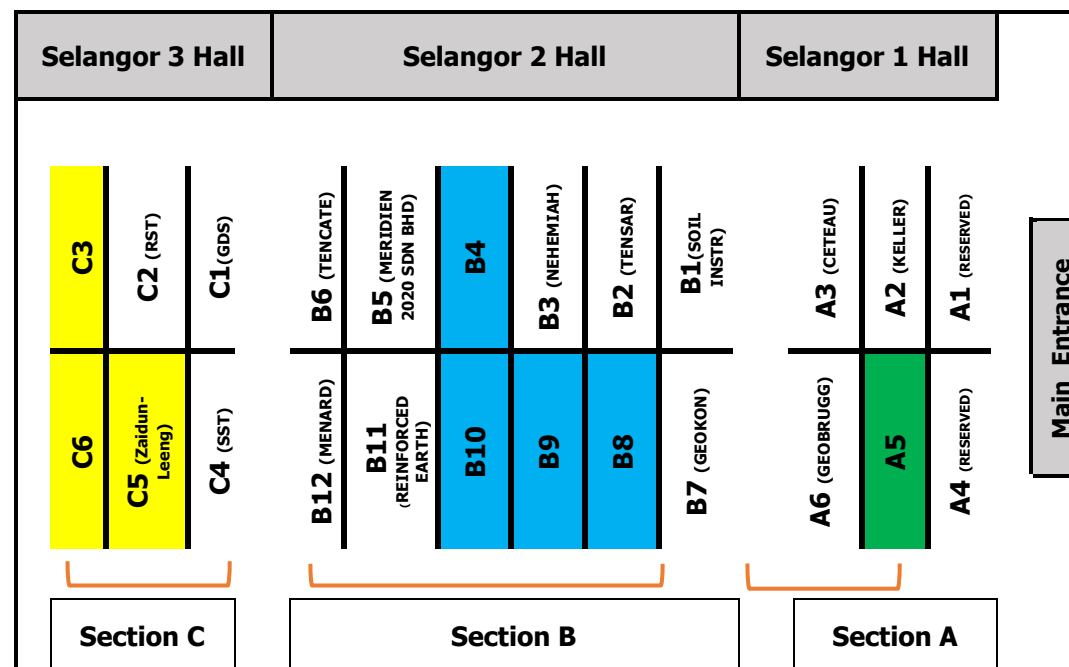 Selangor 3 Hall
Selangor 2 Hall
Selangor 1 Hall
C3
C2 (RST)
C1(GDS)
B6 (TENCATE)
B5 (MERIDIEN
2020 SDN BHD)
B4
B3 (NEHEMIAH)
B2 (TENSAR)
B1(SOIL
INSTR)
A3 (CETEAU)
A2 (KELLER)
A1 (RESERVED)
Main Entrance
C6
C5 (Zaidun-
Leeng)
C4 (SST)
B12 (MENARD)
B11
(REINFORCED
EARTH)
B10
B9
B8
B7 (GEOKON)
A6 (GEOBRUGG)
A5
A4 (RESERVED)
Section C
Section B
Section A